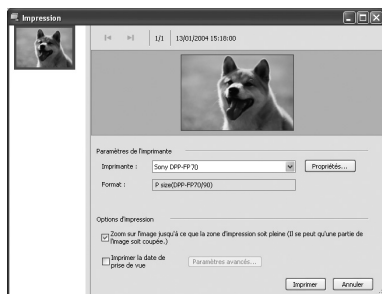 Impression
1/1
13/01/2004 15:18:00
Paramètres de l'imprimante
Imprimante :
Sony DPP-FP70
Propriétés...
Format :
P size(DPP-FP70/90)
Options d'impression
Zoom sur l'image jusqu'à ce que la zone d'impression soit pleine (Il se peut qu'une partie de
l'image soit coupée.)
Imprimer la date de
prise de vue
Paramètres avancés...
Imprimer
Annuler